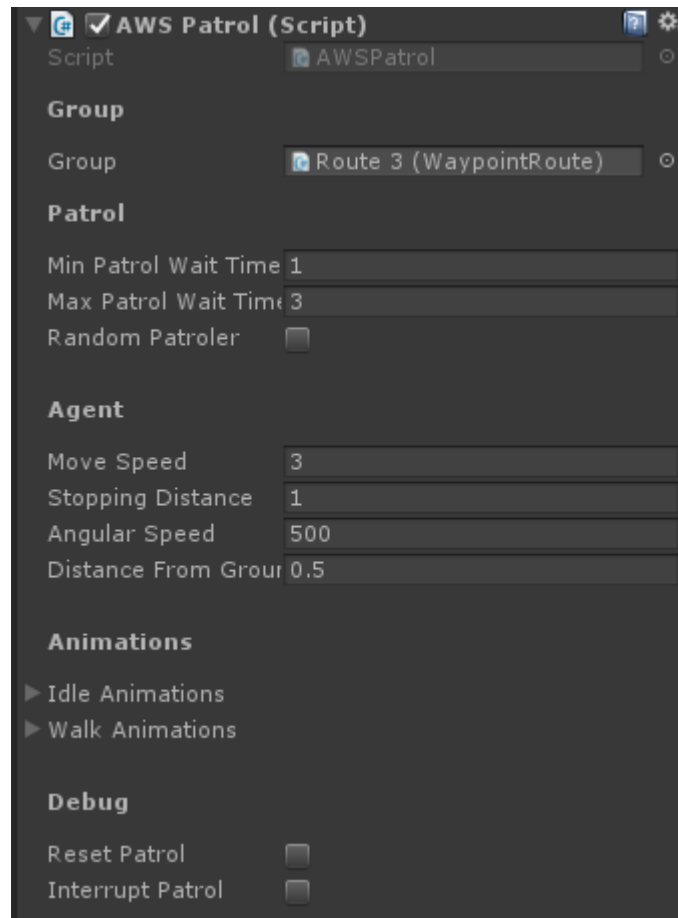 AWS Patrol (Script)
Script AWSPatrol
Group
Group Route 3 (WaypointRoute)
Patrol
Min Patrol Wait Time 1
Max Patrol Wait Time 3
Random Patroler
Agent
Move Speed 3
Stopping Distance 1
Angular Speed 500
Distance From Grour 0.5
Animations
Idle Animations
Walk Animations
Debug
Reset Patrol
Interrupt Patrol